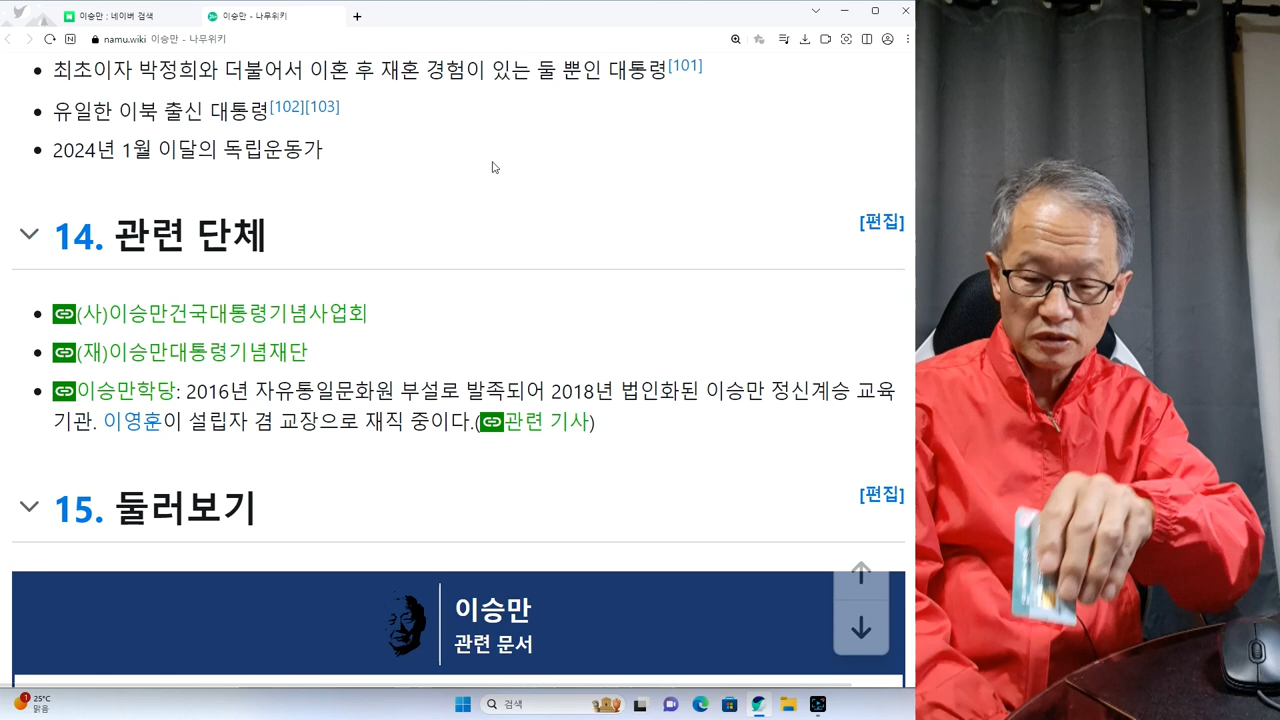 이승만 : 네이버 검색
이승만 - 나무위키
namu.wiki 이승만 - 나무위키
최초이자 박정희와 더불어서 이혼 후 재혼 경험이 있는 둘 뿐인 대통령[101]
유일한 이북 출신 대통령[102][103]
2024년 1월 이달의 독립운동가
14. 관련 단체
[편집]
(사)이승만건국대통령기념사업회
(재)이승만대통령기념재단
이승만학당: 2016년 자유통일문화원 부설로 발족되어 2018년 법인화된 이승만 정신계승 교육
기관. 이영훈이 설립자 겸 교장으로 재직 중이다.(관련 기사)
15. 둘러보기
[편집]
이승만
관련 문서
1
25°C
맑음
검색